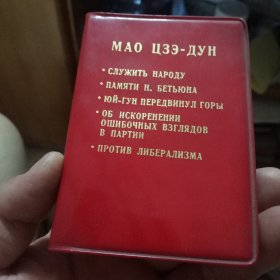 МАО ЦЗЭ-ДУН
• СЛУЖИТЬ НАРОДУ
• ПАМЯТИ Н. БЕТЬЮНА
• ЮЙ-ГУН ПЕРЕДВИНУЛ ГОРЫ
• ОБ ИСКОРЕНЕНИИ
ОШИБОЧНЫХ ВЗГЛЯДОВ
В ПАРТИИ
• ПРОТИВ ЛИБЕРАЛИЗМА